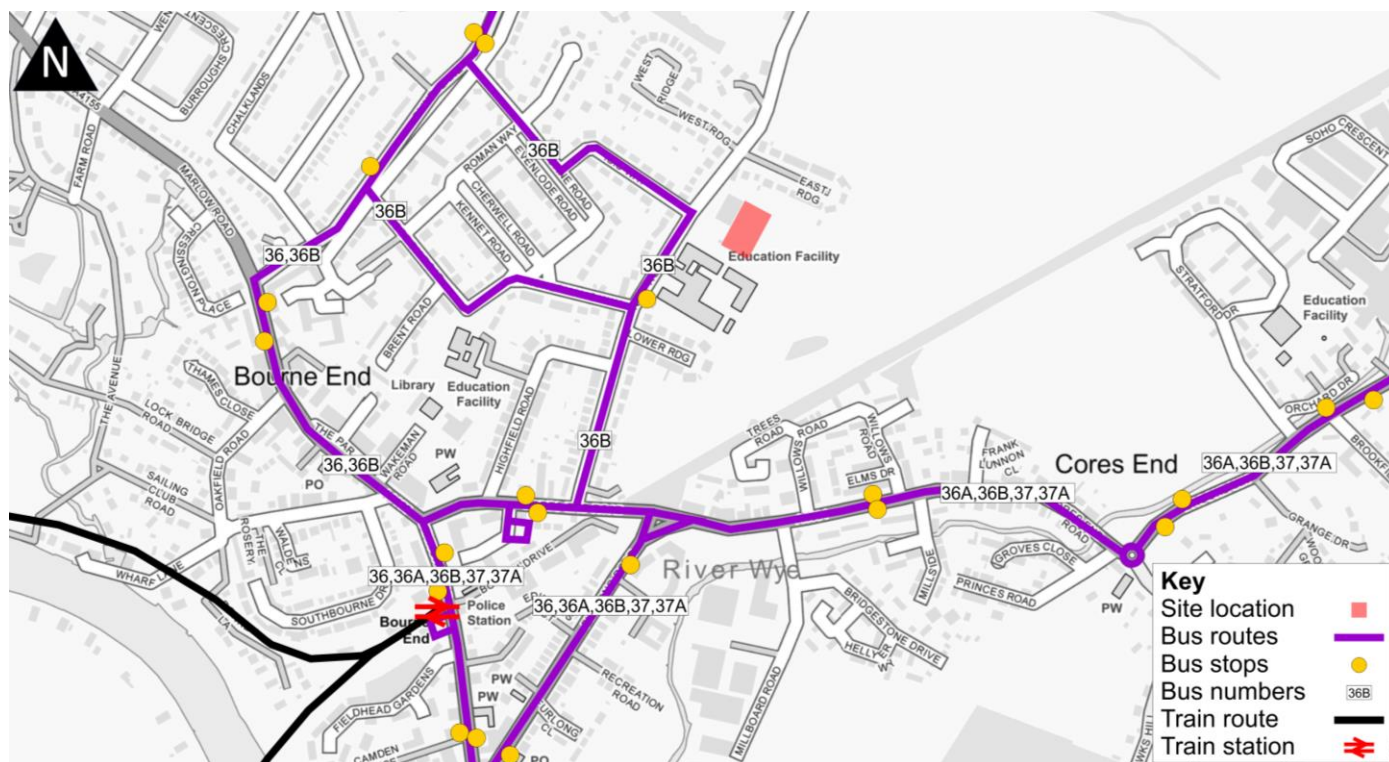 N
WEST RIDGE
WEST RDG
EAST RDG
BURROUGHS CRESCENT
CHALKLANDS
FARM ROAD
A4155
MARLOW ROAD
ROMAN WAY
36B
EVENLODE ROAD
CHERWELL ROAD
KENNET ROAD
36B
36,36B
CRESSINGTON PLACE
36B
Education Facility
SOHO CRESCENT
STRATFORD DR
Education
Facility
BRENT ROAD
LOWER RDG
Bourne End
Library
Education
Facility
THAMES CLOSE
THE AVENUE
LOCK BRIDGE
ROAD
OAKFIELD ROAD
SAILING
CLUB
ROAD
36,36B
PO
WAKEMAN
ROAD
PW
HIGHFIELD ROAD
36B
TREES
ROAD
WILLOWS ROAD
WILLOWS
ROAD
ELMS DR
FRANK
LUNNON CL
Cores End
ORCHARD DR
36A,36B,37,37A
36A,36B,37,37A
ROAD
GRANGE DR
THE
ROSERY
WHARF LANE
SOUTHBOURNE DR
36,36A,36B,37,37A
Police
Station
Bourne
End
River Wye
36,36A,36B,37,37A
MILLSIDE
GROVES CLOSE
PRINCES ROAD
PW
BRIDGESTONE DRIVE
MILLBOARD ROAD
RECREATION
ROAD
FIELDHEAD GARDENS
PW
PW
CAMDEN
PO
Key
Site location
Bus routes
Bus stops
Bus numbers
36B
Train route
Train station